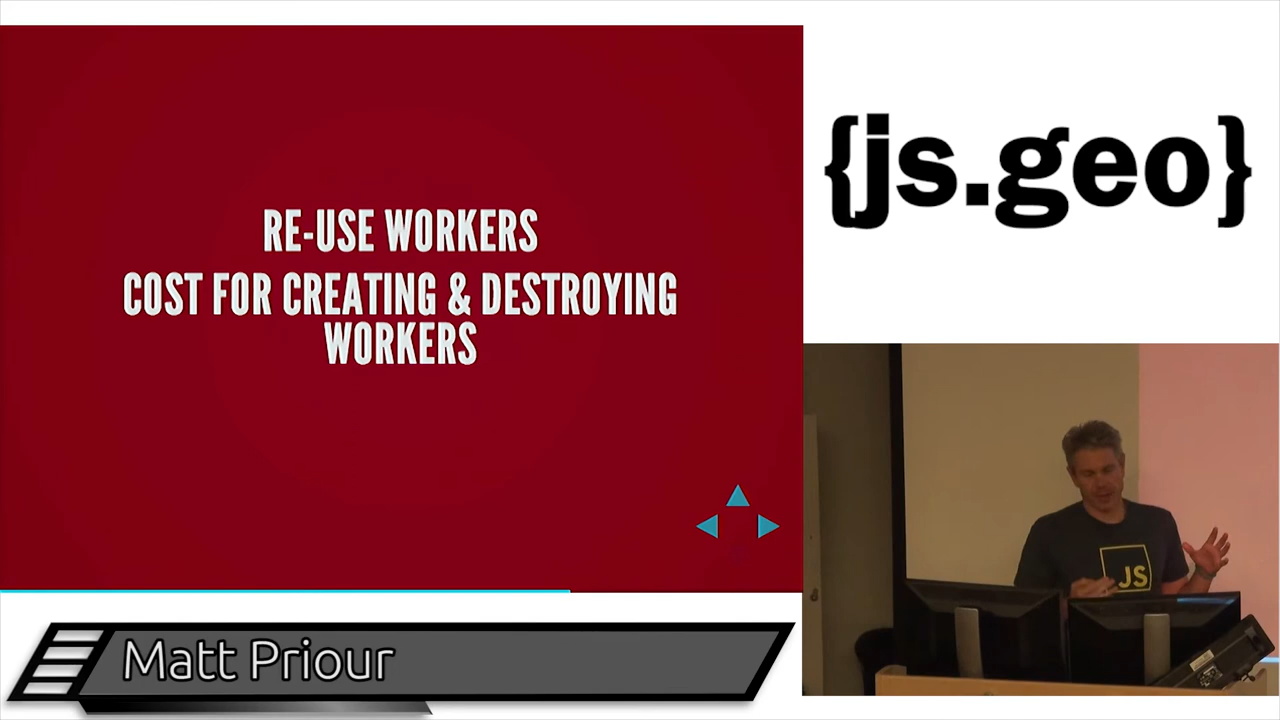 RE-USE WORKERS
COST FOR CREATING & DESTROYING
WORKERS
{js.geo}
JS
Matt Priour